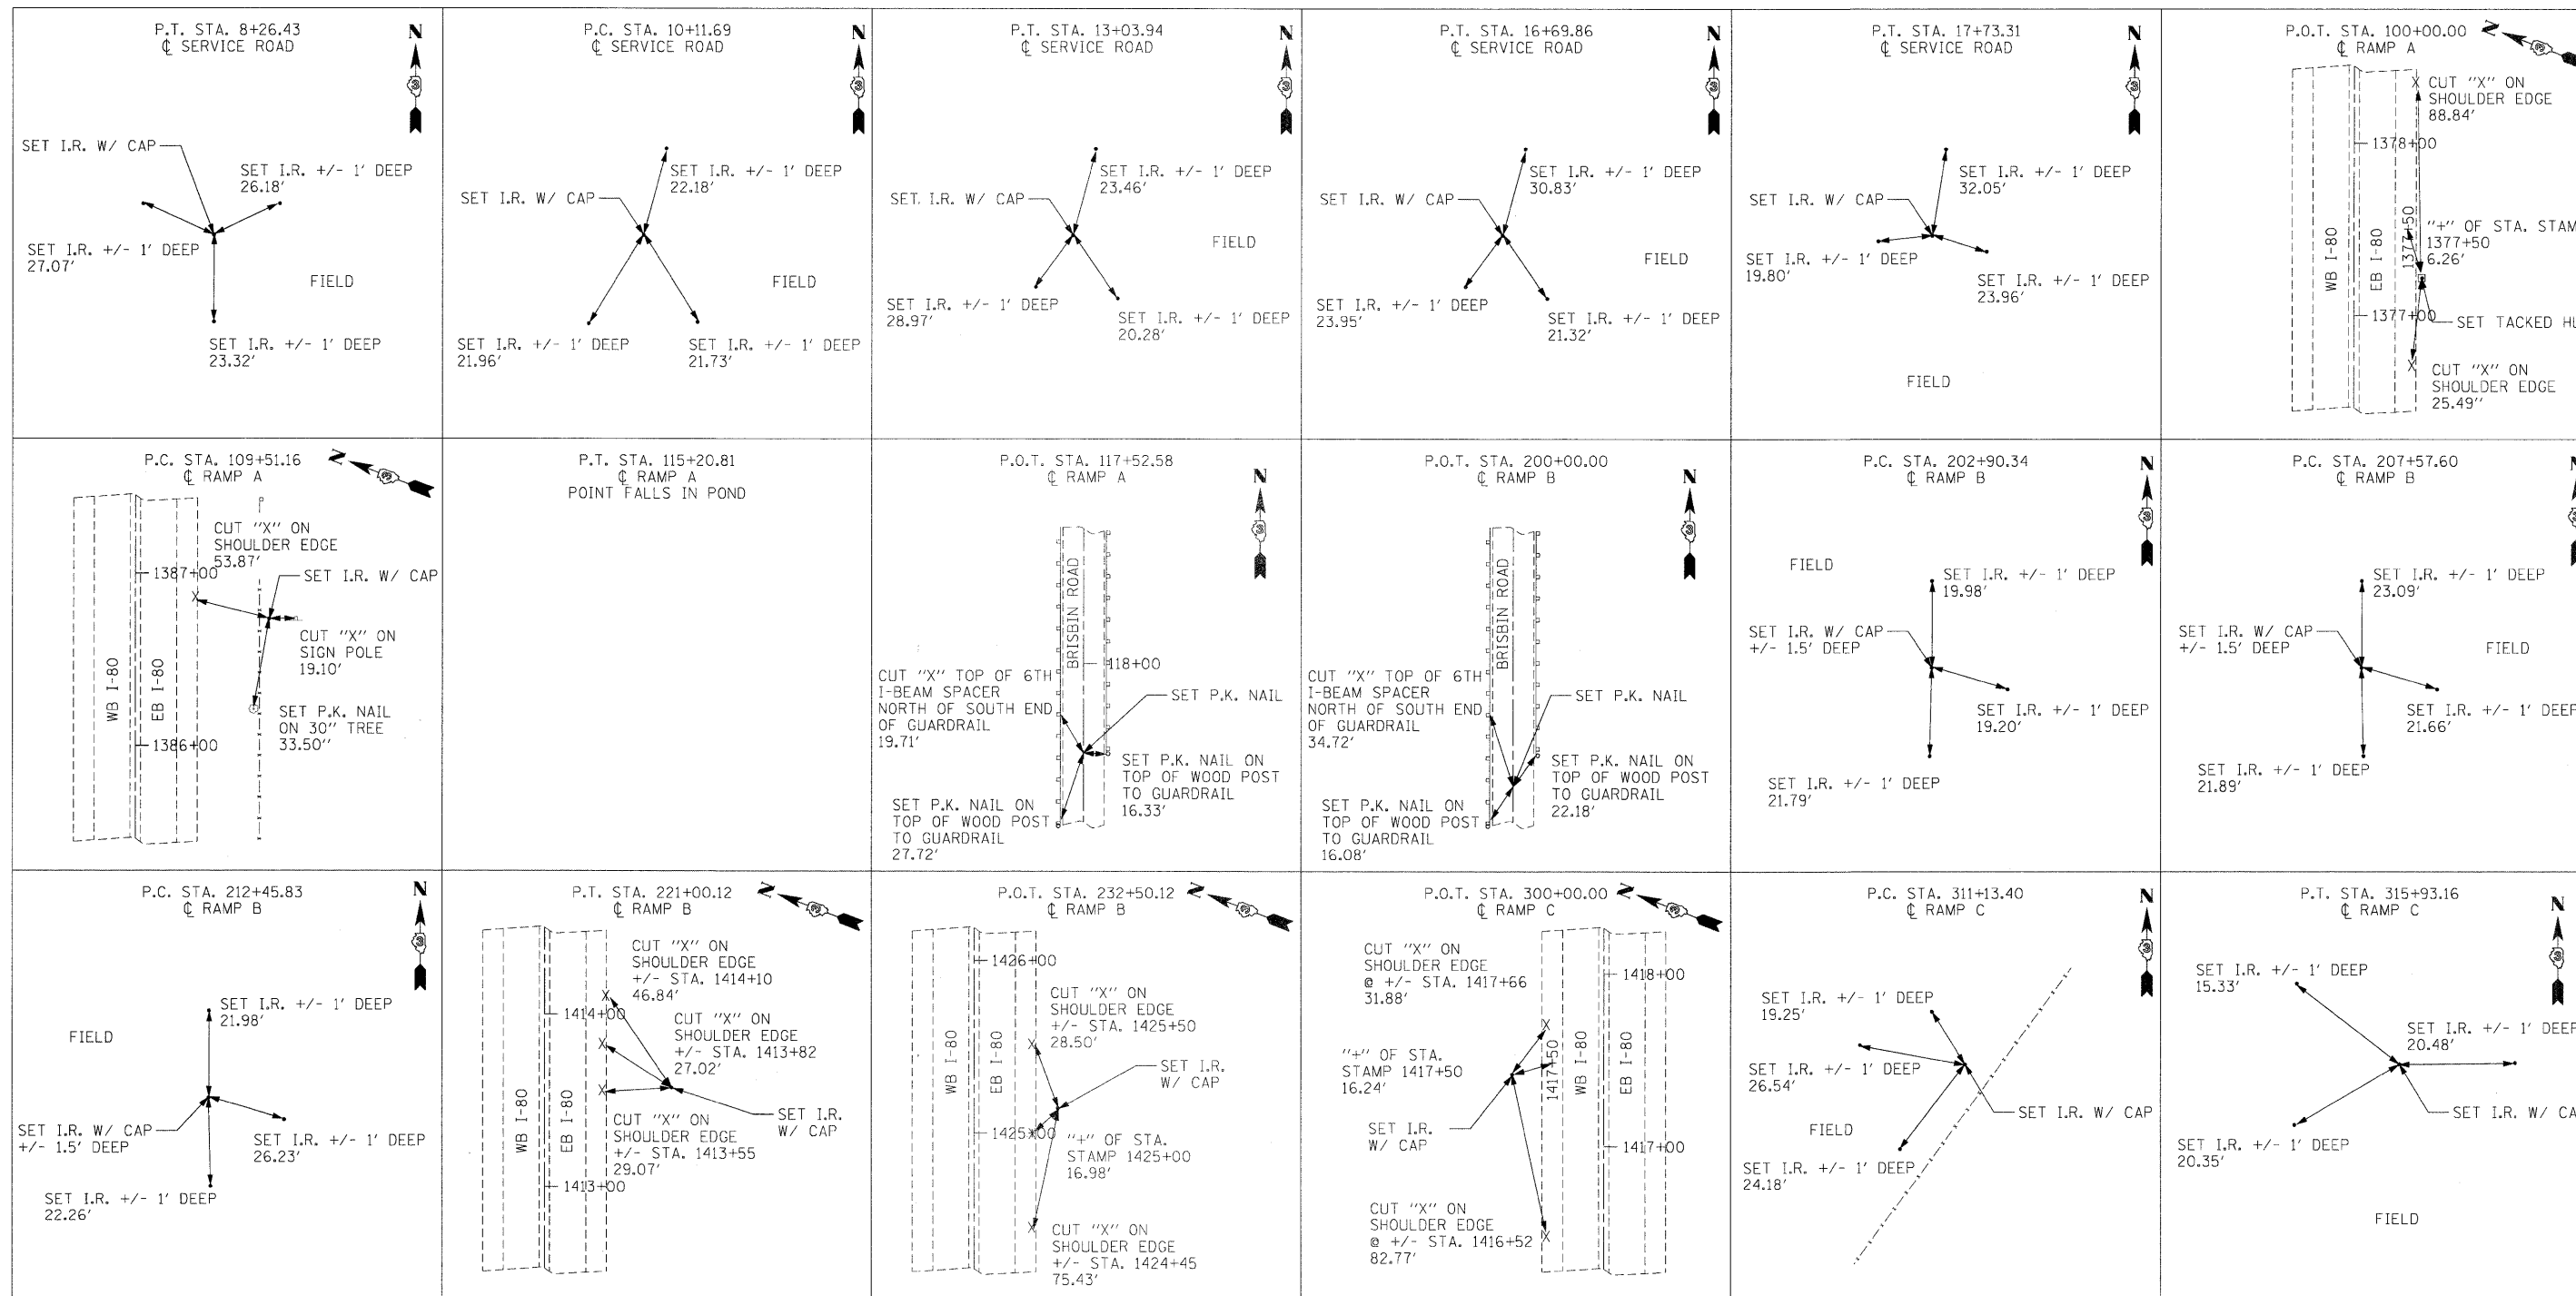 P.T. STA. 8+26.43
℄ SERVICE ROAD
N
SET I.R. W/ CAP
SET I.R. +/- 1' DEEP
26.18'
SET I.R. +/- 1' DEEP
27.07'
FIELD
SET I.R. +/- 1' DEEP
23.32'
P.C. STA. 10+11.69
℄ SERVICE ROAD
N
SET I.R. +/- 1' DEEP
22.18'
SET I.R. W/ CAP
FIELD
SET I.R. +/- 1' DEEP
21.96'
SET I.R. +/- 1' DEEP
21.73'
P.T. STA. 13+03.94
℄ SERVICE ROAD
N
SET I.R. +/- 1' DEEP
23.46'
SET. I.R. W/ CAP
FIELD
SET I.R. +/- 1' DEEP
28.97'
SET I.R. +/- 1' DEEP
20.28'
P.T. STA. 16+69.86
℄ SERVICE ROAD
N
SET I.R. +/- 1' DEEP
30.83'
SET I.R. W/ CAP
FIELD
SET I.R. +/- 1' DEEP
23.95'
SET I.R. +/- 1' DEEP
21.32'
P.T. STA. 17+73.31
℄ SERVICE ROAD
N
SET I.R. +/- 1' DEEP
32.05'
SET I.R. W/ CAP
SET I.R. +/- 1' DEEP
19.80'
SET I.R. +/- 1' DEEP
23.96'
FIELD
P.O.T. STA. 100+00.00
℄ RAMP A
N
X CUT "X" ON
SHOULDER EDGE
88.84'
1378+00
1377+50
"+" OF STA. STAM
1377+50
6.26'
WB I-80
EB I-80
1377+00
SET TACKED HU
X
CUT "X" ON
SHOULDER EDGE
25.49''
P.C. STA. 109+51.16
℄ RAMP A
N
CUT "X" ON
SHOULDER EDGE
53.87'
1387+00
SET I.R. W/ CAP
X
CUT "X" ON
SIGN POLE
19.10'
WB I-80
EB I-80
SET P.K. NAIL
ON 30" TREE
33.50''
1386+00
P.T. STA. 115+20.81
℄ RAMP A
POINT FALLS IN POND
P.O.T. STA. 117+52.58
℄ RAMP A
N
BRISBIN ROAD
118+00
CUT "X" TOP OF 6TH
I-BEAM SPACER
NORTH OF SOUTH END
OF GUARDRAIL
19.71'
SET P.K. NAIL
SET P.K. NAIL ON
TOP OF WOOD POST
TO GUARDRAIL
16.33'
SET P.K. NAIL ON
TOP OF WOOD POST
TO GUARDRAIL
27.72'
P.O.T. STA. 200+00.00
℄ RAMP B
N
BRISBIN ROAD
CUT "X" TOP OF 6TH
I-BEAM SPACER
NORTH OF SOUTH END
OF GUARDRAIL
34.72'
SET P.K. NAIL
SET P.K. NAIL ON
TOP OF WOOD POST
TO GUARDRAIL
22.18'
SET P.K. NAIL ON
TOP OF WOOD POST
TO GUARDRAIL
16.08'
P.C. STA. 202+90.34
℄ RAMP B
N
FIELD
SET I.R. +/- 1' DEEP
19.98'
SET I.R. W/ CAP
+/- 1.5' DEEP
SET I.R. +/- 1' DEEP
19.20'
SET I.R. +/- 1' DEEP
21.79'
P.C. STA. 207+57.60
℄ RAMP B
N
SET I.R. +/- 1' DEEP
23.09'
SET I.R. W/ CAP
+/- 1.5' DEEP
FIELD
SET I.R. +/- 1' DEEP
21.66'
SET I.R. +/- 1' DEEP
21.89'
P.C. STA. 212+45.83
℄ RAMP B
N
SET I.R. +/- 1' DEEP
21.98'
FIELD
SET I.R. W/ CAP
+/- 1.5' DEEP
SET I.R. +/- 1' DEEP
26.23'
SET I.R. +/- 1' DEEP
22.26'
P.T. STA. 221+00.12
℄ RAMP B
N
CUT "X" ON
SHOULDER EDGE
+/- STA. 1414+10
46.84'
X
1414+00
CUT "X" ON
SHOULDER EDGE
+/- STA. 1413+82
27.02'
X
X
WB I-80
EB I-80
CUT "X" ON
SHOULDER EDGE
+/- STA. 1413+55
29.07'
SET I.R.
W/ CAP
1413+00
P.O.T. STA. 232+50.12
℄ RAMP B
N
1426+00
CUT "X" ON
SHOULDER EDGE
+/- STA. 1425+50
28.50'
X
WB I-80
EB I-80
SET I.R.
W/ CAP
1425+00
"+" OF STA.
STAMP 1425+00
16.98'
X
CUT "X" ON
SHOULDER EDGE
+/- STA. 1424+45
75.43'
P.O.T. STA. 300+00.00
℄ RAMP C
N
CUT "X" ON
SHOULDER EDGE
@ +/- STA. 1417+66
31.88'
1418+00
X
"+" OF STA.
STAMP 1417+50
16.24'
1417+50
WB I-80
EB I-80
SET I.R.
W/ CAP
1417+00
CUT "X" ON
SHOULDER EDGE
@ +/- STA. 1416+52
82.77'
X
P.C. STA. 311+13.40
℄ RAMP C
N
SET I.R. +/- 1' DEEP
19.25'
SET I.R. +/- 1' DEEP
26.54'
SET I.R. W/ CAP
FIELD
SET I.R. +/- 1' DEEP
24.18'
P.T. STA. 315+93.16
℄ RAMP C
N
SET I.R. +/- 1' DEEP
15.33'
SET I.R. +/- 1' DEEP
20.48'
SET I.R. W/ CA
SET I.R. +/- 1' DEEP
20.35'
FIELD